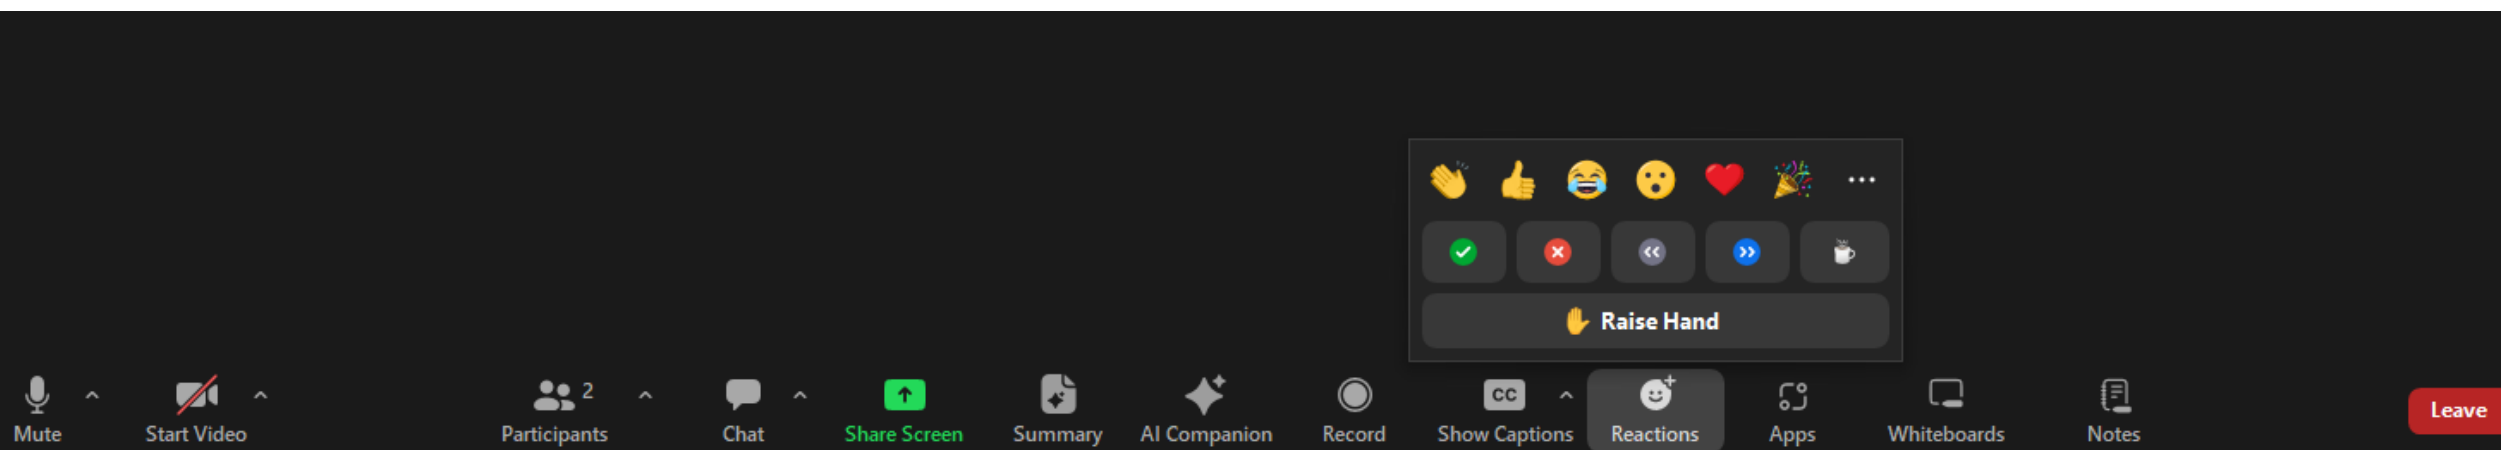 Raise Hand
2
CC
Mute
Start Video
Participants
Chat
Share Screen
Summary
AI Companion
Record
Show Captions
Reactions
Apps
Whiteboards
Notes
Leave